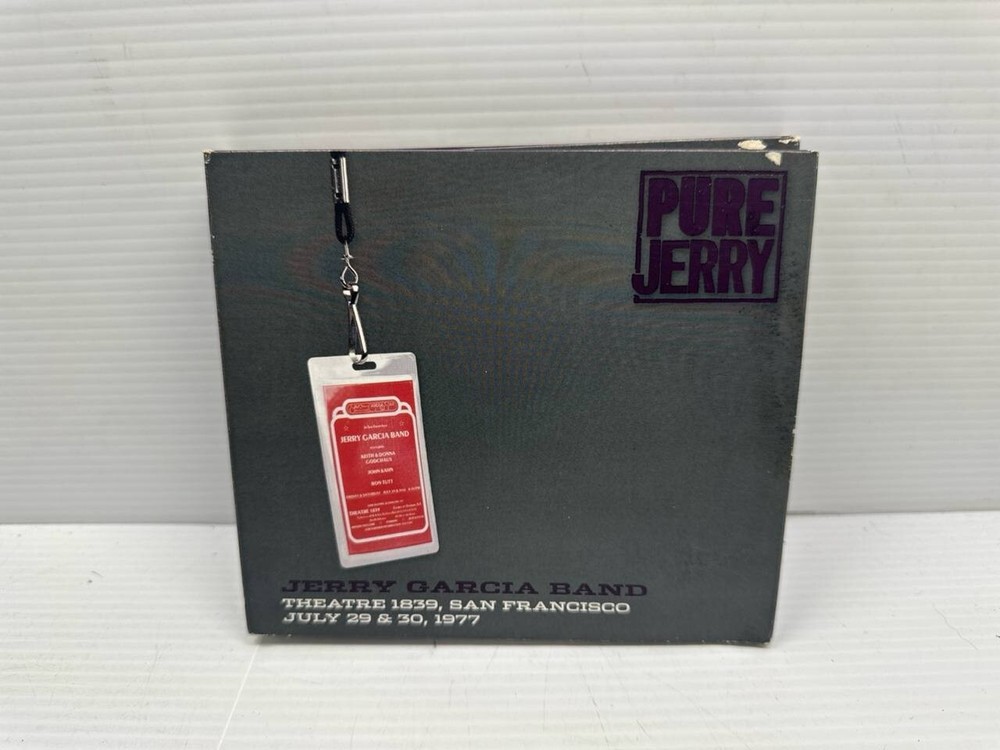 PURE
JERRY
JERRY GARCIA BAND
KEITH & DONNA
GODCHAUX
JOHN KAHN
RON TUTT
THEATRE 1839
JERRY GARCIA BAND
THEATRE 1839, SAN FRANCISCO
JULY 29 & 30, 1977